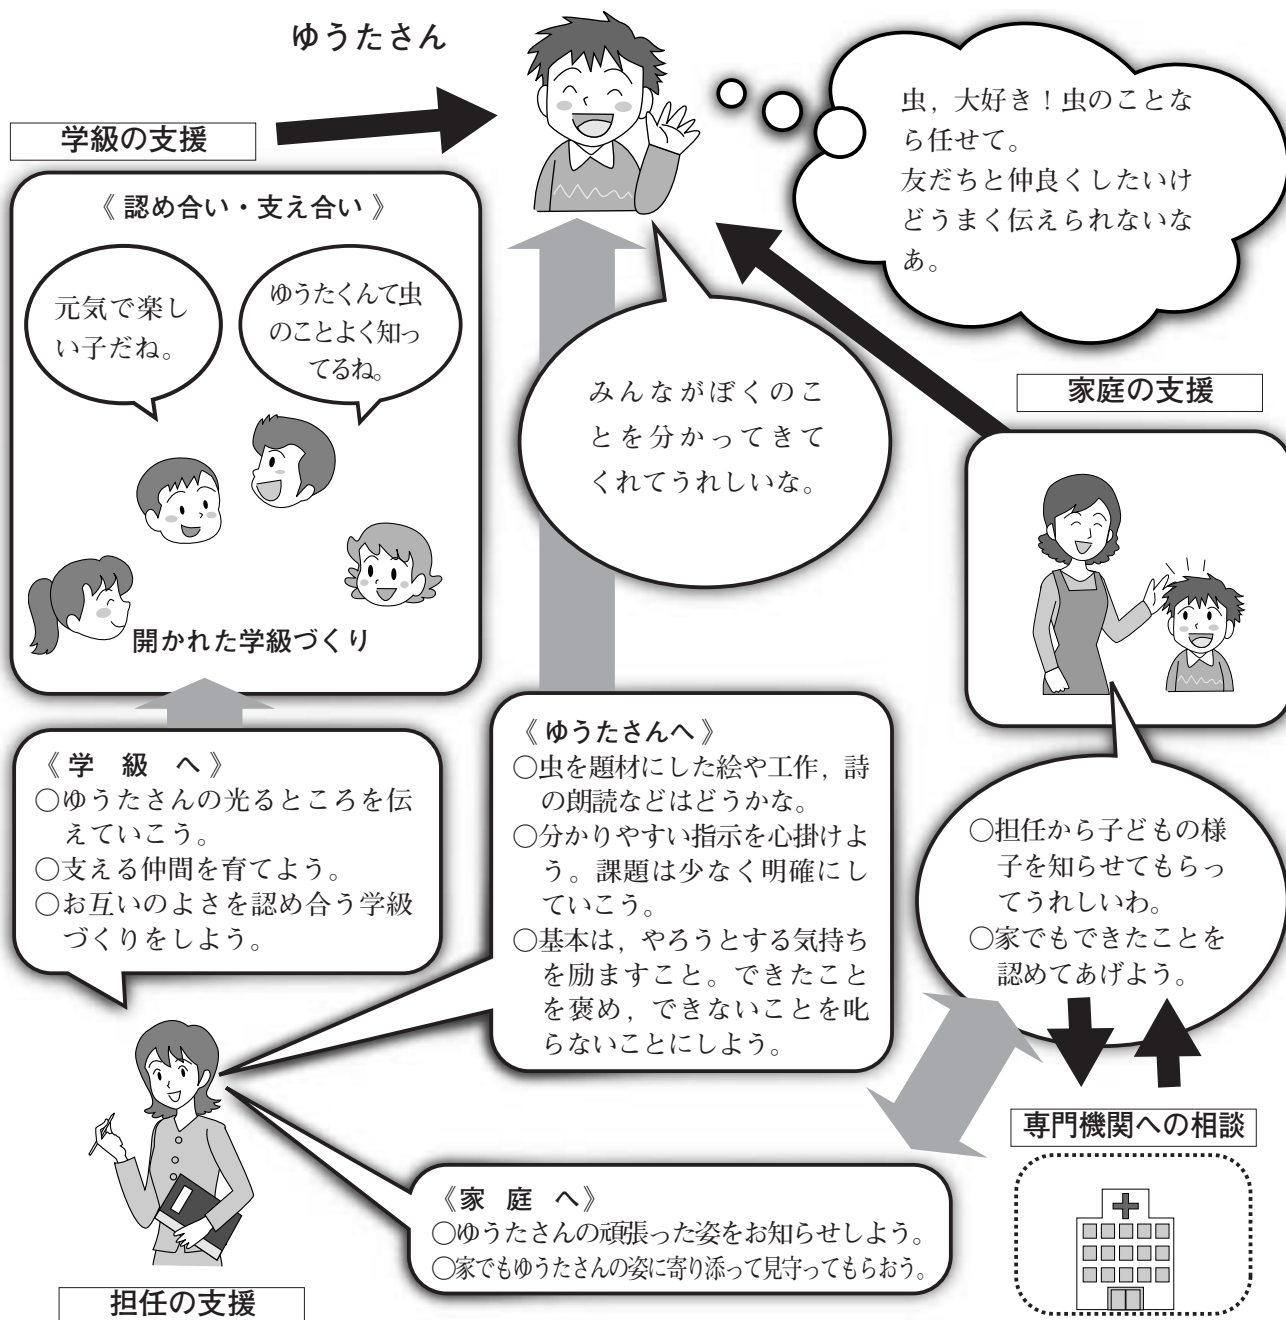 ゆうたさん
虫，大好き！虫のことな
ら任せて。
友だちと仲良くしたいけ
どうまく伝えられないな
あ。
学級の支援
《 認め合い・支え合い 》
元気で楽し
い子だね。
ゆうたくんて虫
のことよく知っ
てるね。
開かれた学級づくり
みんながぼくのこ
とを分かってきて
くれてうれしいな。
家庭の支援
《 学　級　へ 》
○ゆうたさんの光るところを伝
えていこう。
○支える仲間を育てよう。
○お互いのよさを認め合う学級
づくりをしよう。
《 ゆうたさんへ 》
○虫を題材にした絵や工作，詩
の朗読などはどうかな。
○分かりやすい指示を心掛けよ
う。課題は少なく明確にし
ていこう。
○基本は，やろうとする気持ち
を励ますこと。できたこと
を褒め，できないことを叱
らないことにしよう。
○担任から子どもの様
子を知らせてもらっ
てうれしいわ。
○家でもできたことを
認めてあげよう。
専門機関への相談
《家　庭　へ》
○ゆうたさんの頑張った姿をお知らせしよう。
○家でもゆうたさんの姿に寄り添って見守ってもらおう。
担任の支援